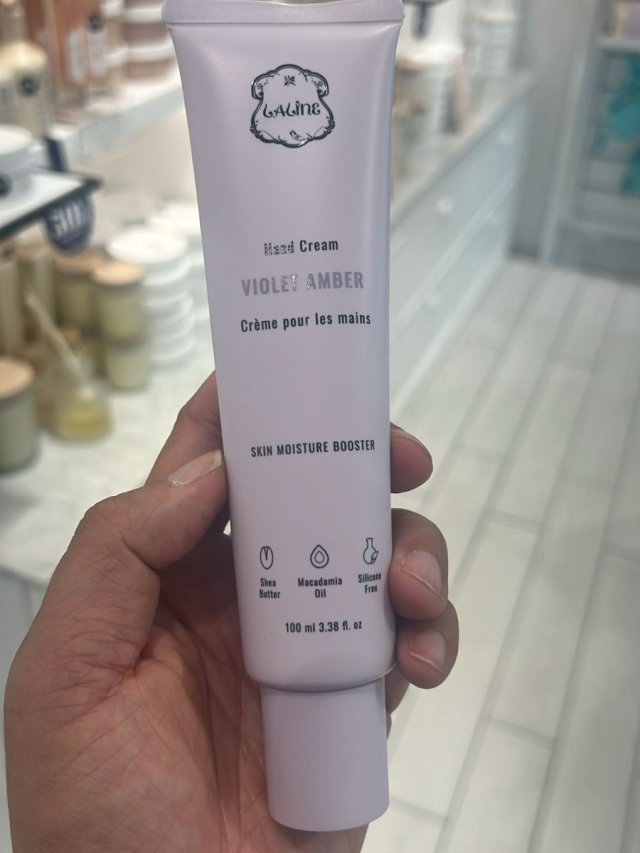 LALINE
Hand Cream
VIOLET AMBER
Crème pour les mains
SKIN MOISTURE BOOSTER
Shea Butter
Macadamia Oil
Silicone Free
100 ml 3.38 fl. oz
50